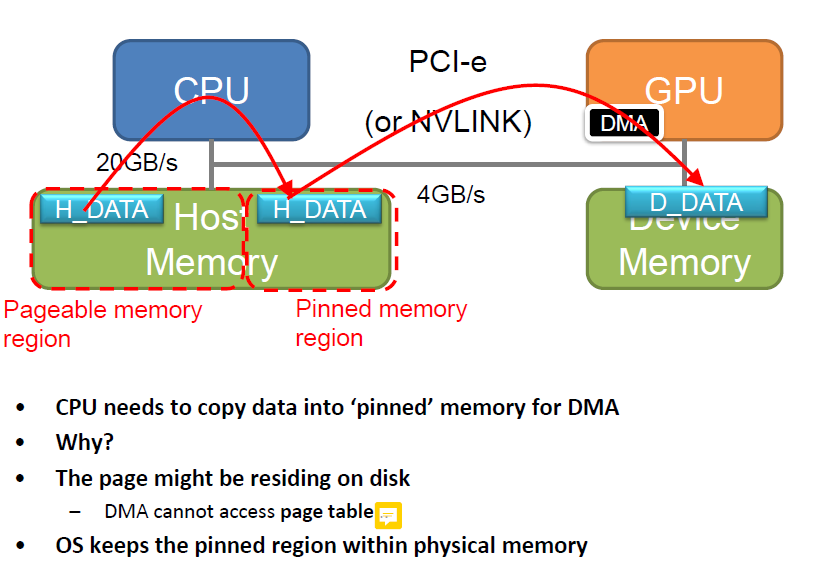 PCI-e
CPU
GPU
(or NVLINK)
DMA
20GB/s
4GB/s
H_DATA
H_DATA
D_DATA
Host
Memory
Device
Memory
Pageable memory
region
Pinned memory
region
• CPU needs to copy data into ‘pinned’ memory for DMA
• Why?
• The page might be residing on disk
– DMA cannot access page table
• OS keeps the pinned region within physical memory